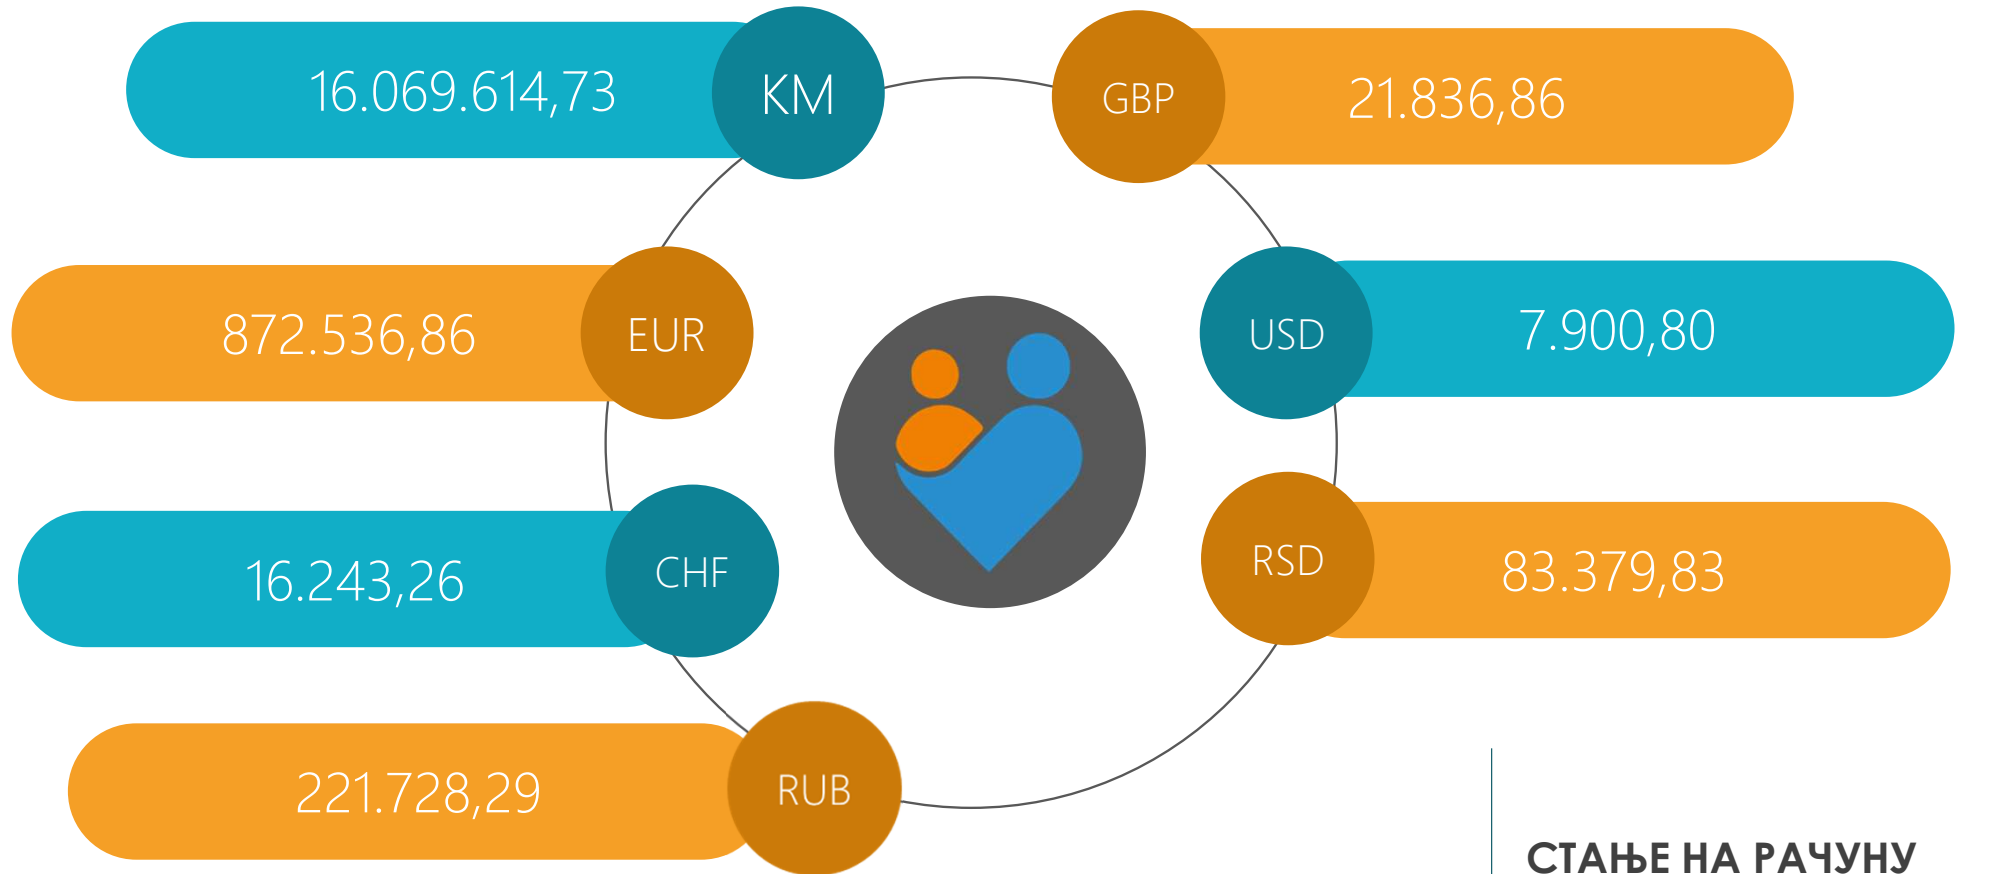 16.069.614,73 KM
GBP 21.836,86
872.536,86 EUR
USD 7.900,80
16.243,26 CHF
RSD 83.379,83
221.728,29 RUB
СТАЊЕ НА РАЧУНУ